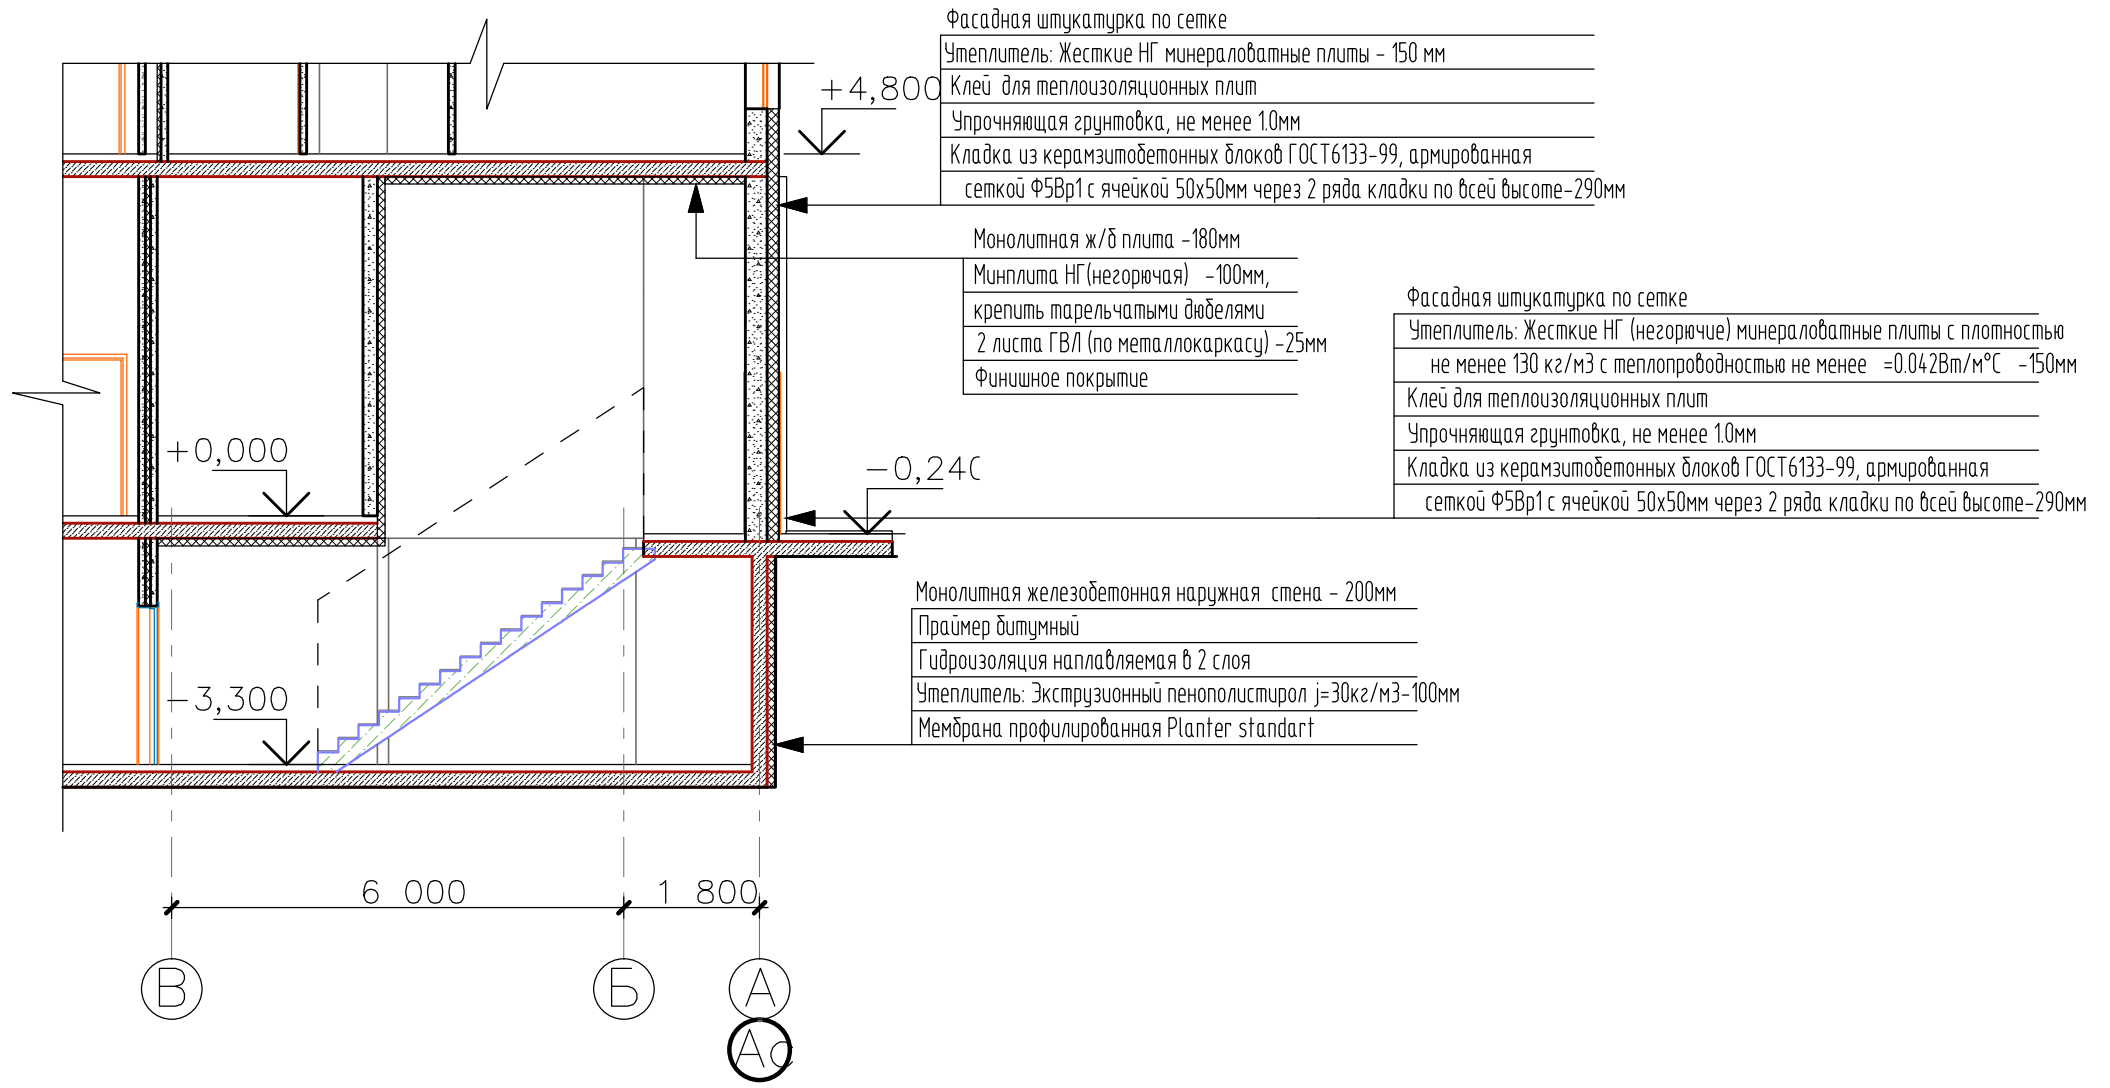 Фасадная штукатурка по сетке
Утеплитель: Жесткие НГ минераловатные плиты - 150 мм
+4,800
Клей для теплоизоляционных плит
Упрочняющая грунтовка, не менее 1.0мм
Кладка из керамзитобетонных блоков ГОСТ6133-99, армированная
сеткой Ф5Вр1 с ячейкой 50х50мм через 2 ряда кладки по всей высоте-290мм
Монолитная ж/б плита -180мм
Минплита НГ(негорючая) -100мм,
крепить тарельчатыми дюбелями
2 листа ГВЛ (по металлокаркасу) -25мм
Финишное покрытие
Фасадная штукатурка по сетке
Утеплитель: Жесткие НГ (негорючие) минераловатные плиты с плотностью
не менее 130 кг/м3 с теплопроводностью не менее =0.042Вт/м°С -150мм
Клей для теплоизоляционных плит
Упрочняющая грунтовка, не менее 1.0мм
Кладка из керамзитобетонных блоков ГОСТ6133-99, армированная
сеткой Ф5Вр1 с ячейкой 50х50мм через 2 ряда кладки по всей высоте-290мм
+0,000
-0,240
Монолитная железобетонная наружная стена - 200мм
Праймер битумный
Гидроизоляция наплавляемая в 2 слоя
Утеплитель: Экструзионный пенополистирол j=30кг/м3-100мм
Мембрана профилированная Planter standart
-3,300
6 000
1 800
В
Б
А
Ас